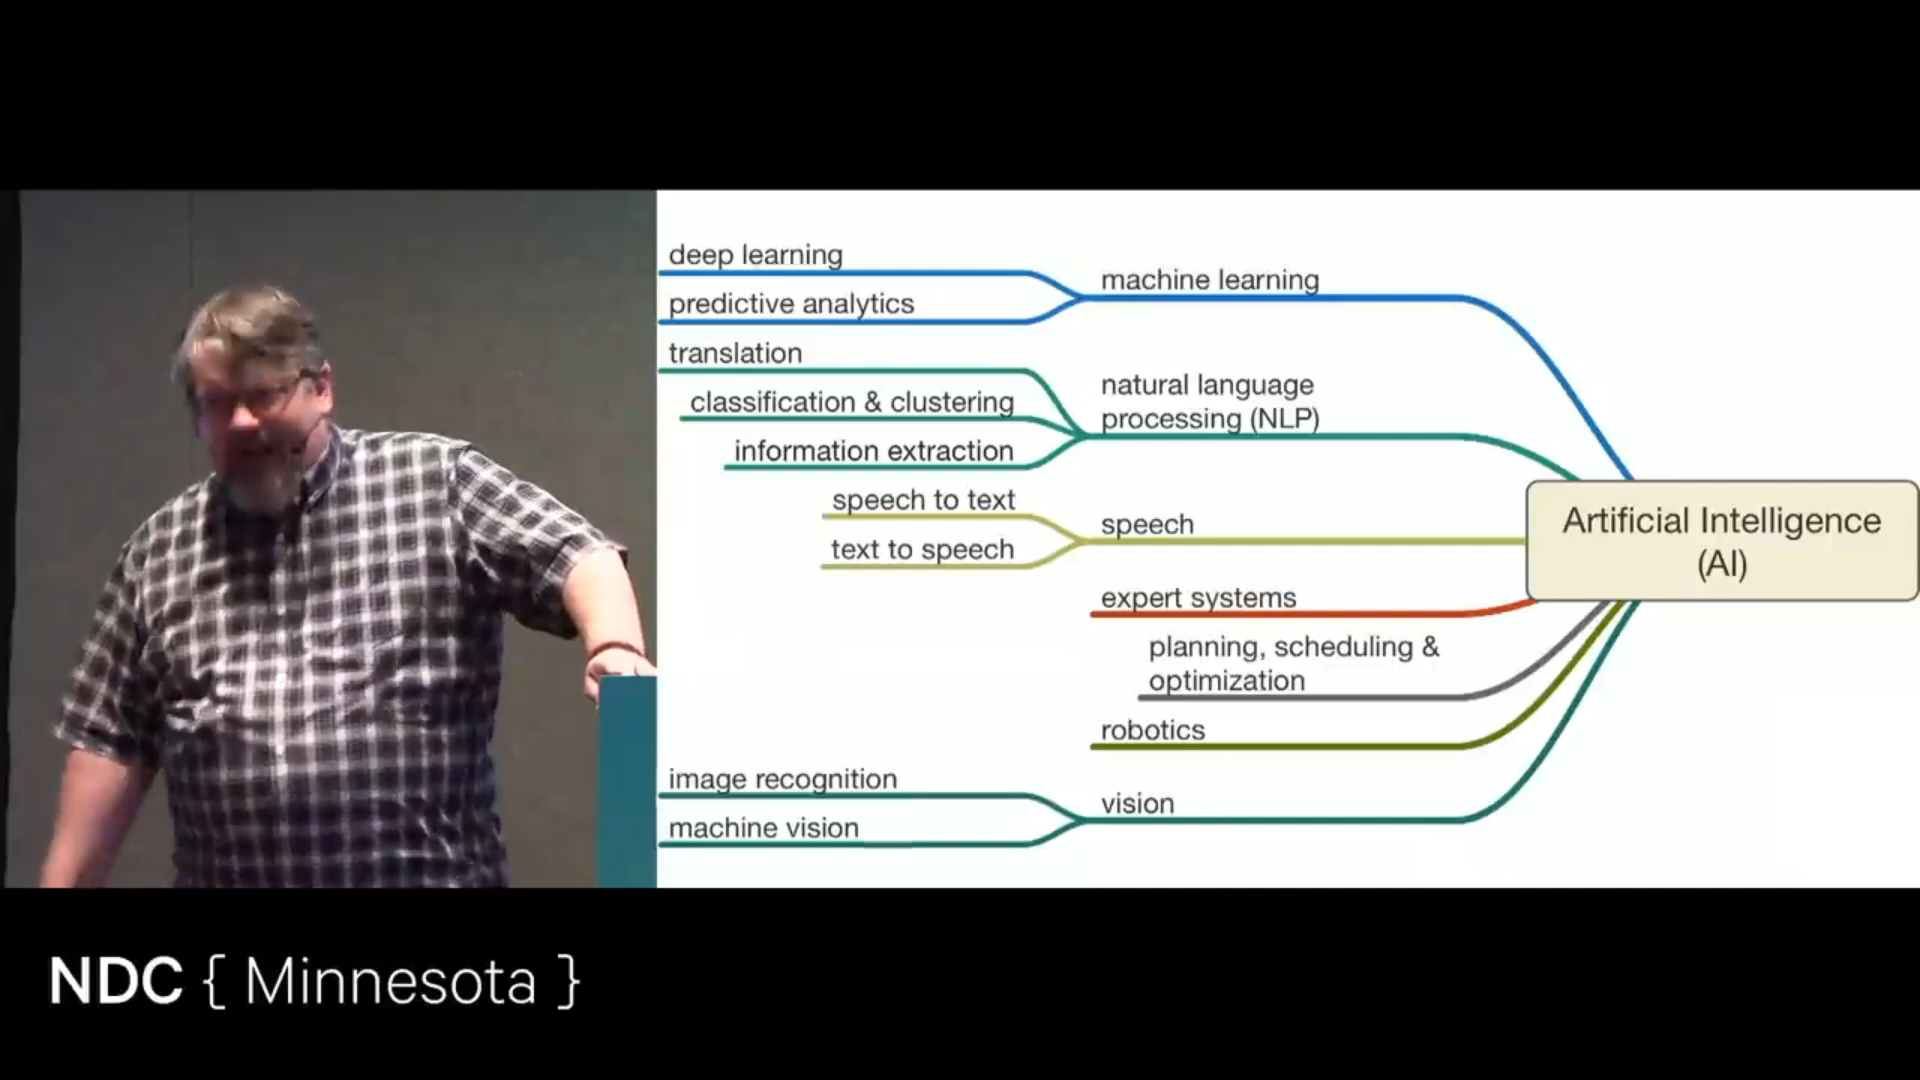 deep learning
predictive analytics
machine learning
translation
classification & clustering
information extraction
natural language
processing (NLP)
speech to text
text to speech
speech
expert systems
planning, scheduling &
optimization
robotics
image recognition
machine vision
vision
Artificial Intelligence
(AI)
NDC { Minnesota }